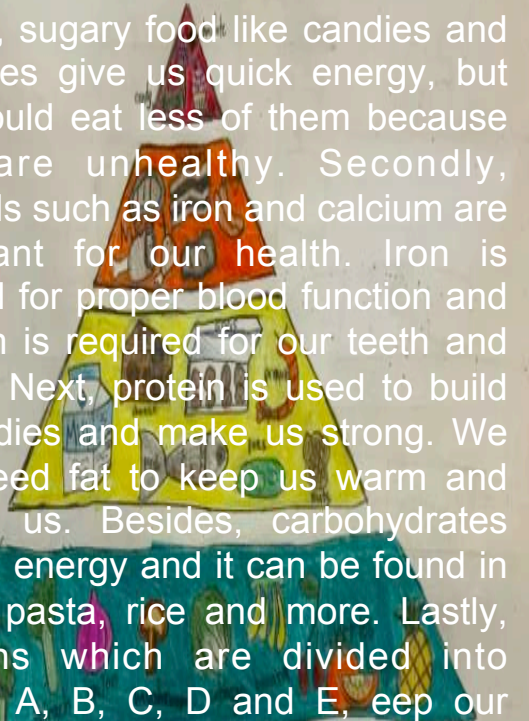 , sugary food like candies and
es give us quick energy, but
ould eat less of them because
are unhealthy. Secondly,
ls such as iron and calcium are
ant for our health. Iron is
d for proper blood function and
n is required for our teeth and
Next, protein is used to build
dies and make us strong. We
eed fat to keep us warm and
us. Besides, carbohydrates
energy and it can be found in
pasta, rice and more. Lastly,
ns which are divided into
A, B, C, D and E, eep our